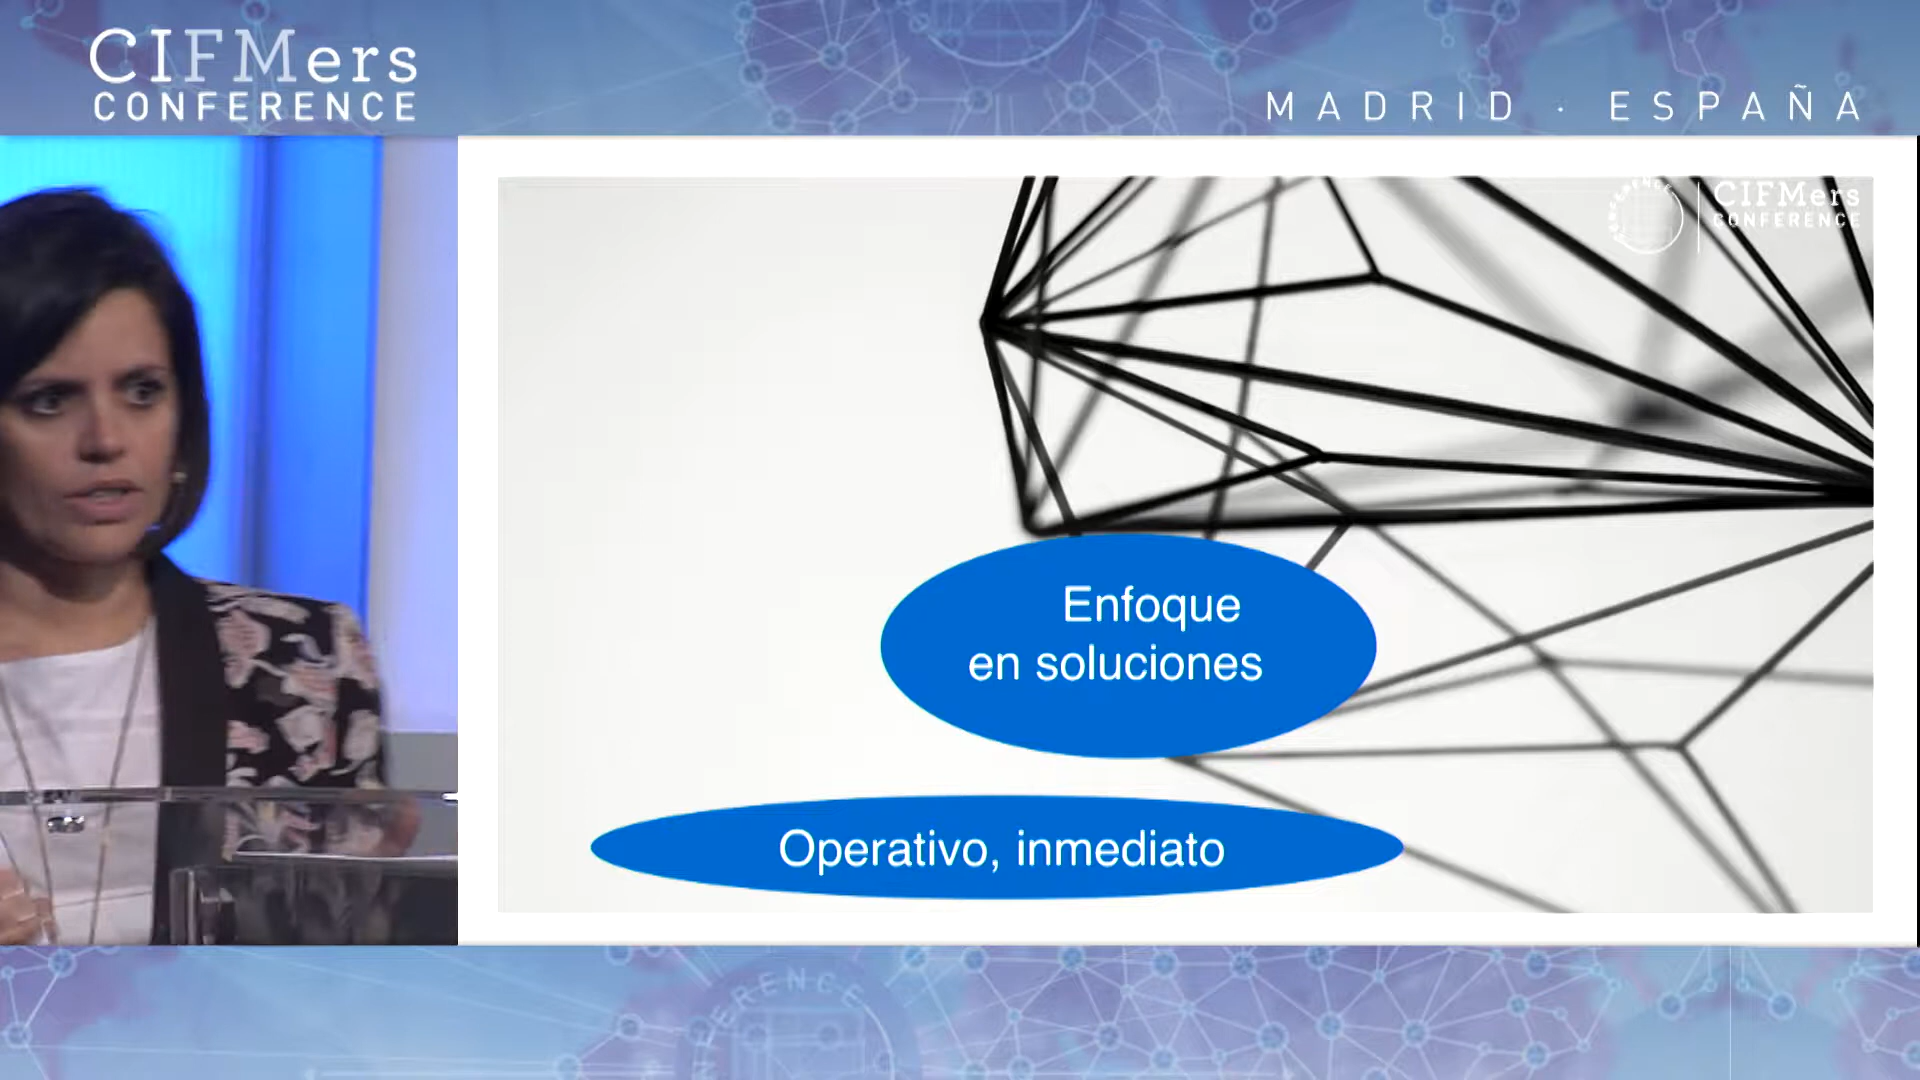 CIFMers
CONFERENCE
MADRID · ESPAÑA
CIFMers
CONFERENCE
Enfoque
en soluciones
Operativo, inmediato